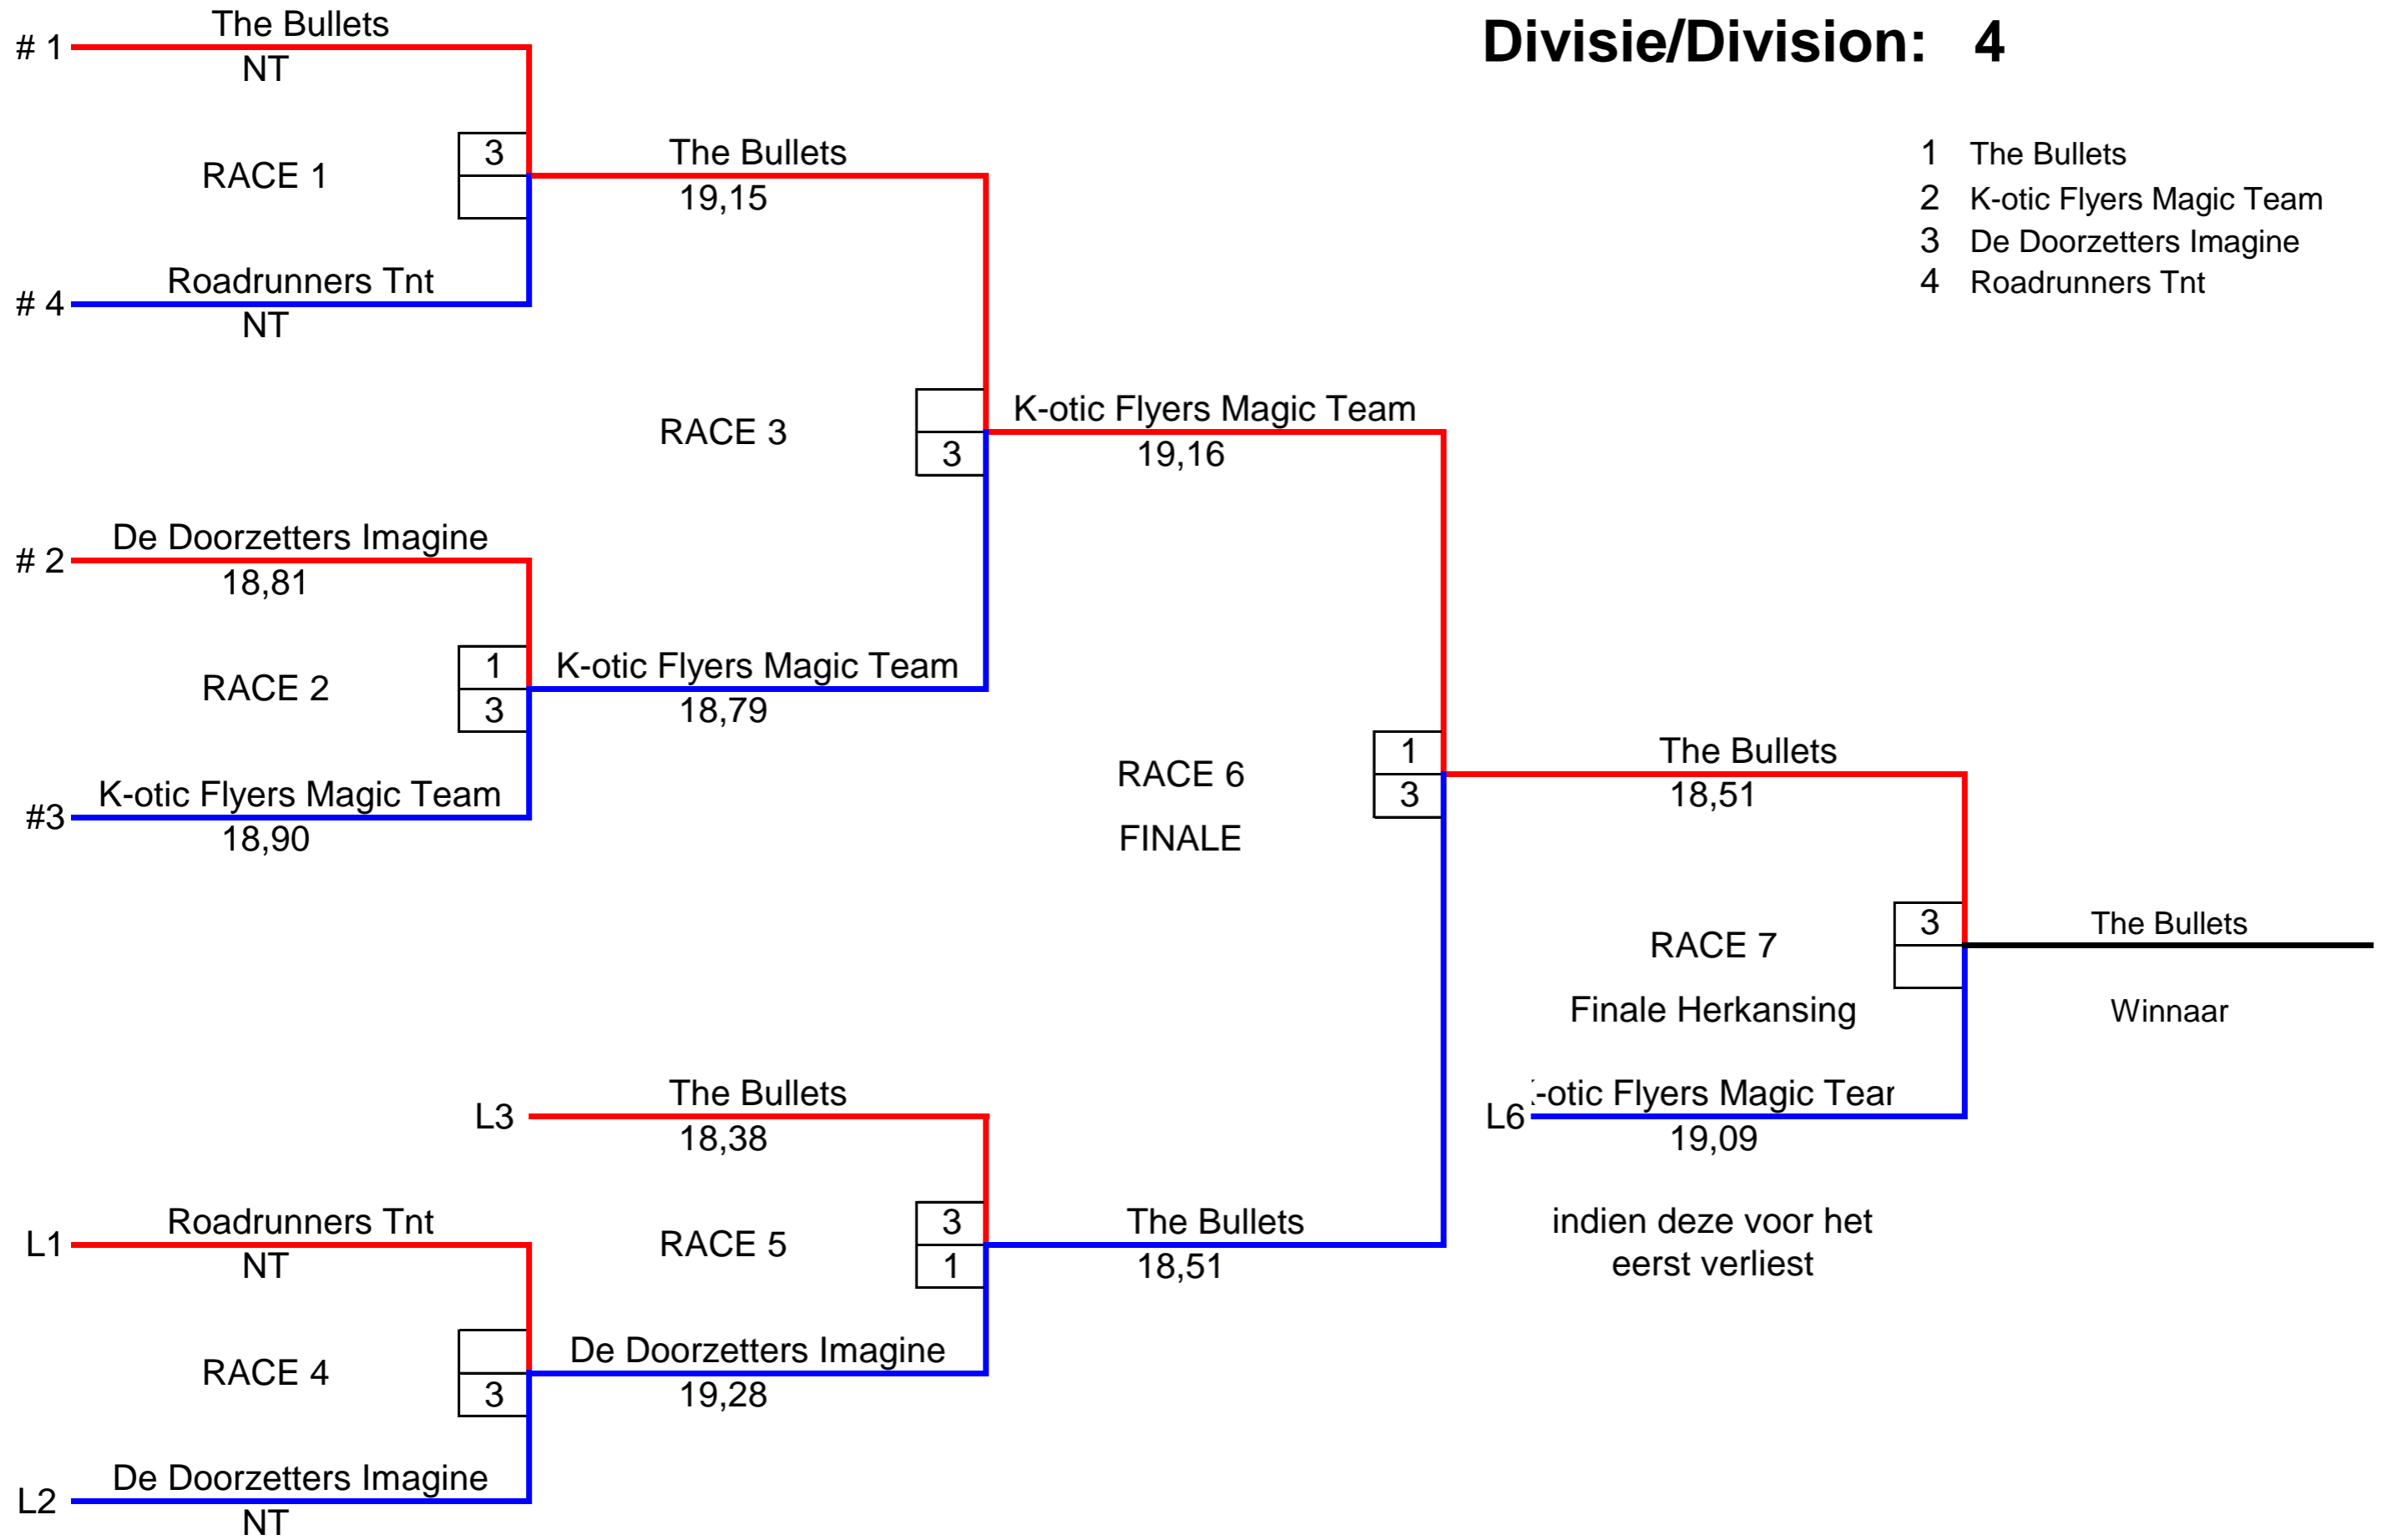 Divisie/Division: 4
1 The Bullets
2 K-otic Flyers Magic Team
3 De Doorzetters Imagine
4 Roadrunners Tnt
# 1 The Bullets
NT
RACE 1
3
# 4 Roadrunners Tnt
NT
The Bullets
19,15
RACE 3
3
# 2 De Doorzetters Imagine
18,81
RACE 2
1
3
#3 K-otic Flyers Magic Team
18,90
K-otic Flyers Magic Team
18,79
K-otic Flyers Magic Team
19,16
RACE 6
FINALE
1
3
The Bullets
18,51
RACE 7
Finale Herkansing
3
The Bullets
Winnaar
L6 -otic Flyers Magic Tear
19,09
indien deze voor het
eerst verliest
L3 The Bullets
18,38
RACE 5
3
1
The Bullets
18,51
L1 Roadrunners Tnt
NT
RACE 4
3
De Doorzetters Imagine
19,28
L2 De Doorzetters Imagine
NT